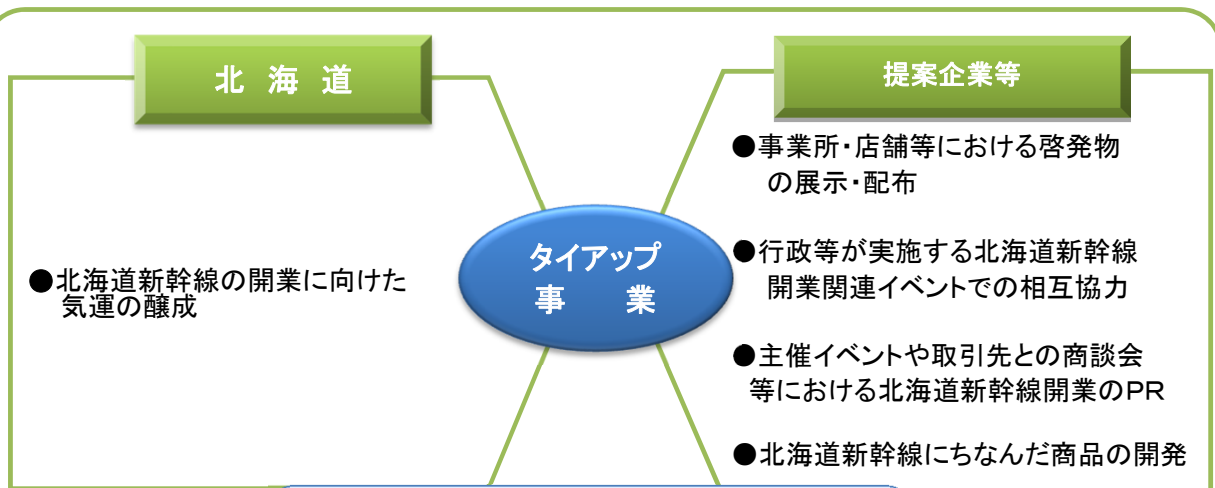 北 海 道
●北海道新幹線の開業に向けた
気運の醸成
タイアップ
事 業
提案企業等
●事業所・店舗等における啓発物
の展示・配布
●行政等が実施する北海道新幹線
開業関連イベントでの相互協力
●主催イベントや取引先との商談会
等における北海道新幹線開業のＰＲ
●北海道新幹線にちなんだ商品の開発